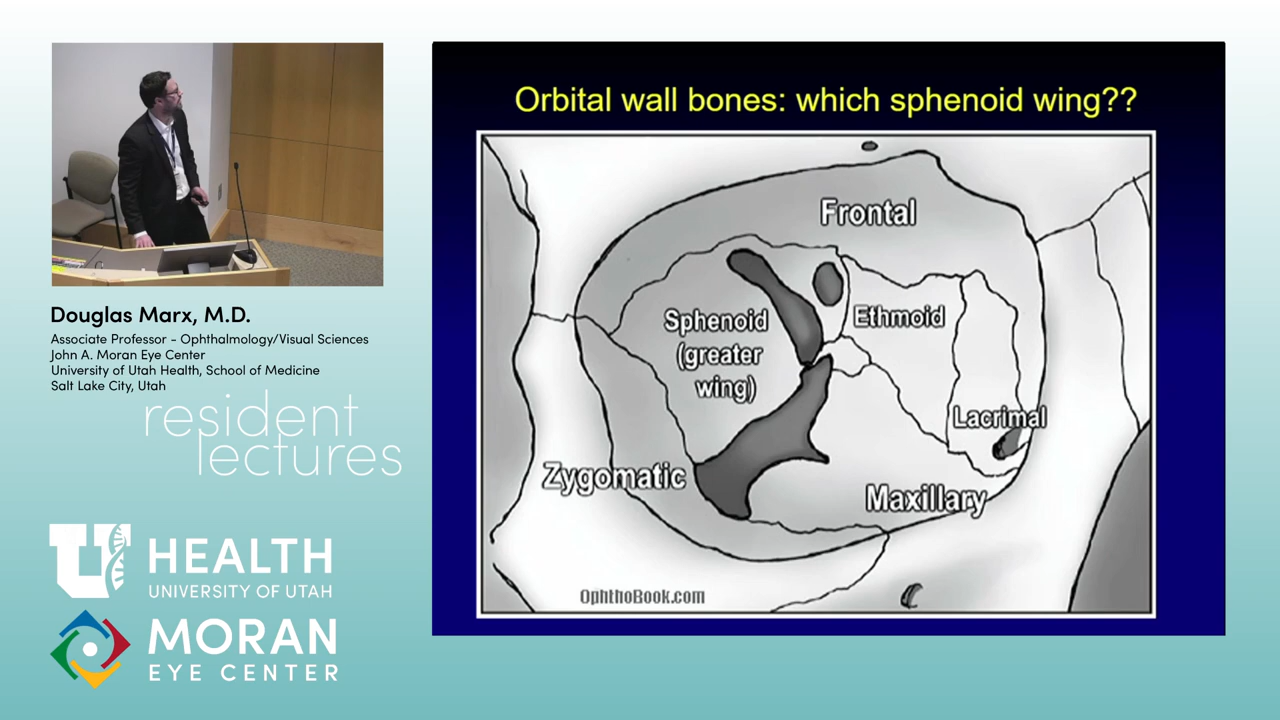 Orbital wall bones: which sphenoid wing??
Frontal
Sphenoid
(greater
wing)
Ethmoid
Lacrimal
Zygomatic
Maxillary
OphthoBook.com
Douglas Marx, M.D.
Associate Professor - Ophthalmology/Visual Sciences
John A. Moran Eye Center
University of Utah Health, School of Medicine
Salt Lake City, Utah
resident
lectures
U HEALTH
UNIVERSITY OF UTAH
MORAN
EYE CENTER